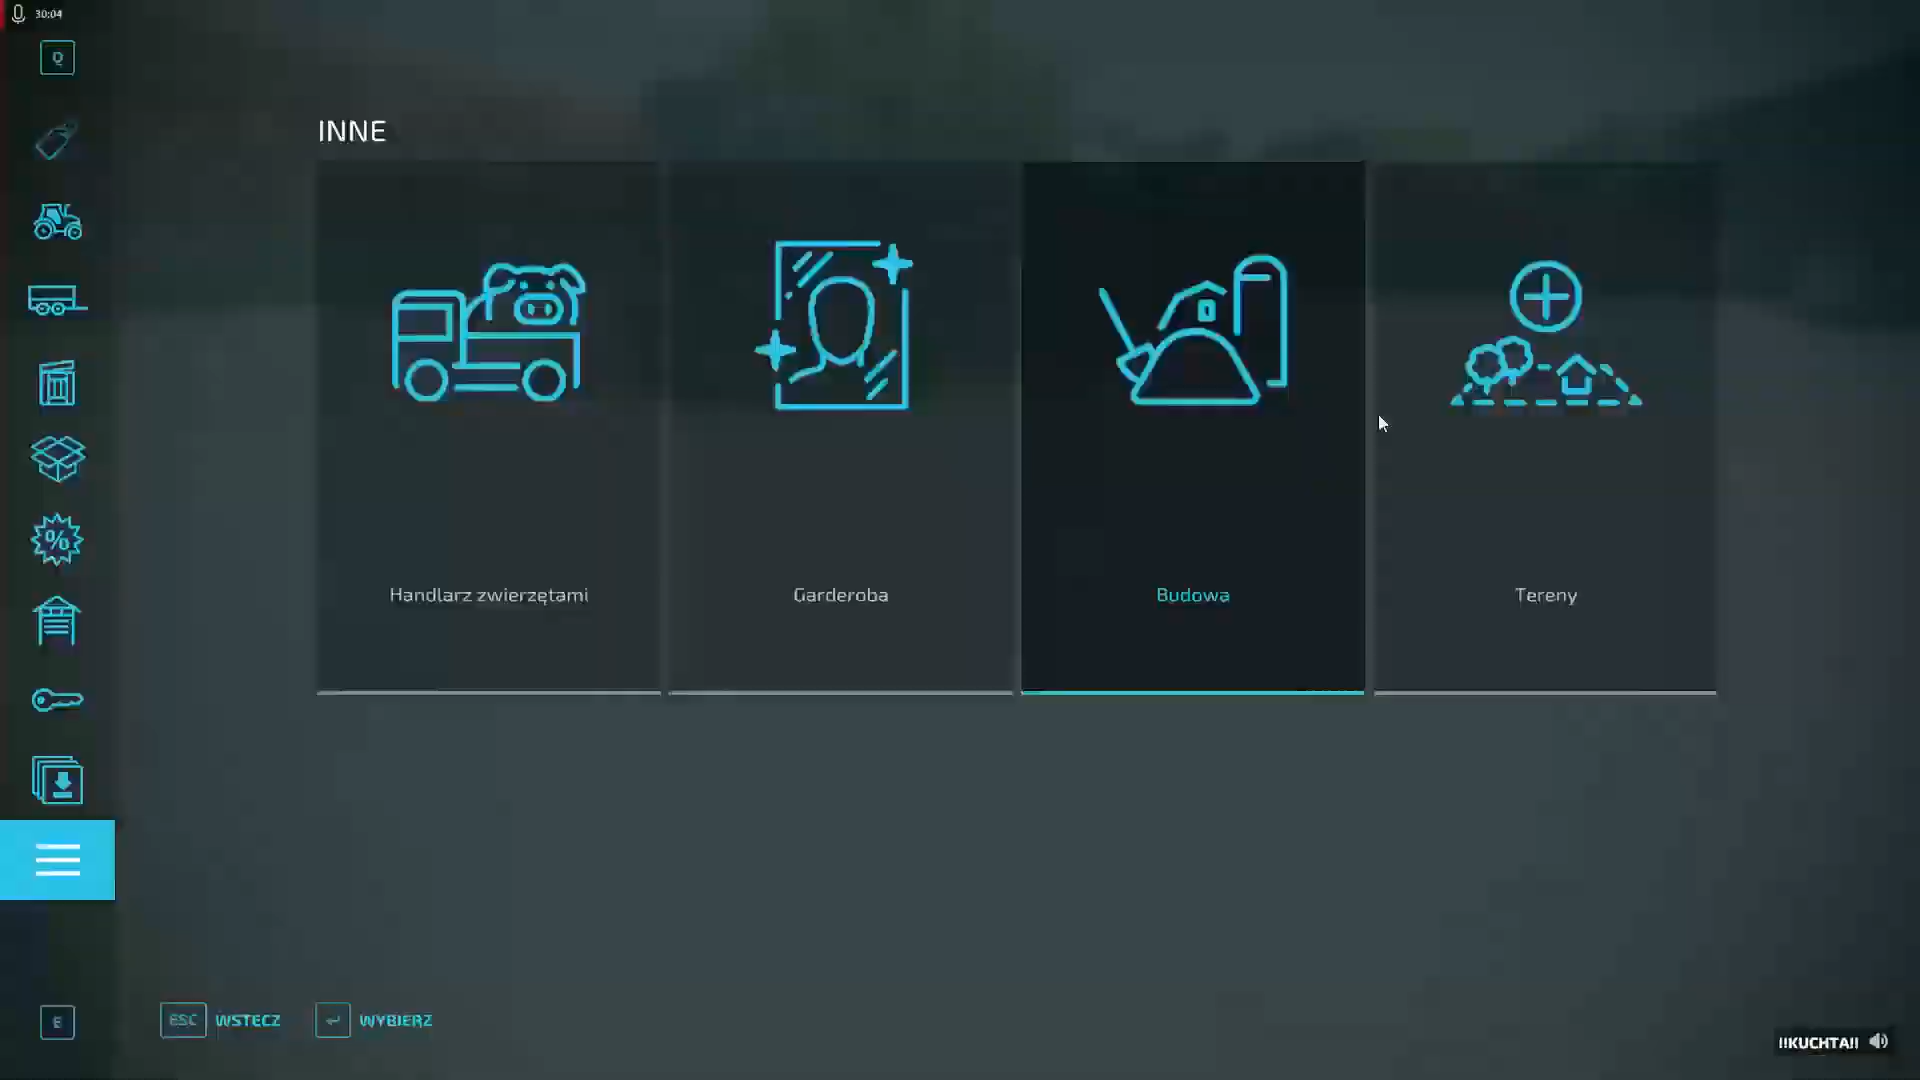 30:04
Q
INNE
Handlarz zwierzętami
Garderoba
Budowa
Tereny
%
E
ESC WSTECZ
WYBIERZ
!!KUCHTA!!